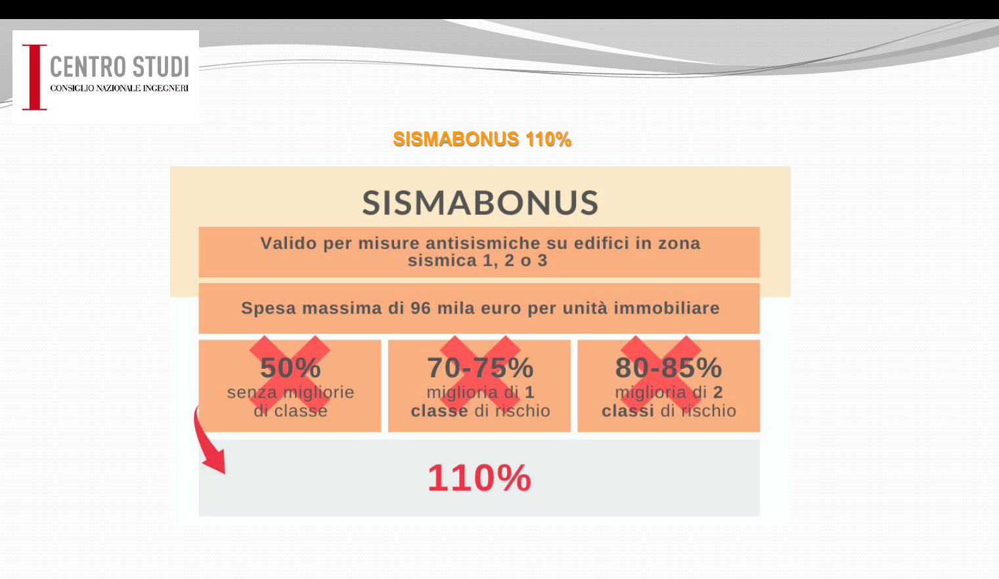 CENTRO STUDI
CONSIGLIO NAZIONALE INGEGNERI
SISMABONUS 110%
SISMABONUS
Valido per misure antisismiche su edifici in zona
sismica 1, 2 o 3
Spesa massima di 96 mila euro per unità immobiliare
50%
senza migliorie
di classe
70-75%
miglioria di 1
classe di rischio
80-85%
miglioria di 2
classi di rischio
110%